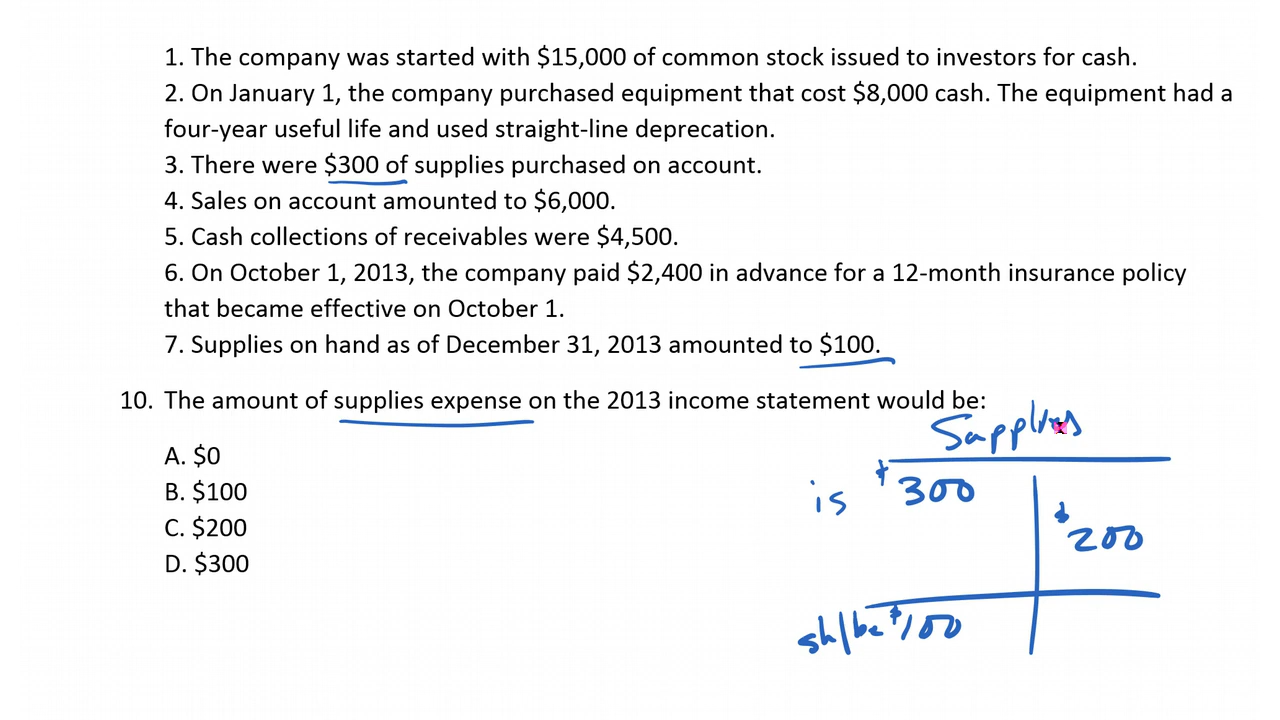 1. The company was started with $15,000 of common stock issued to investors for cash.
2. On January 1, the company purchased equipment that cost $8,000 cash. The equipment had a
four-year useful life and used straight-line deprecation.
3. There were $300 of supplies purchased on account.
4. Sales on account amounted to $6,000.
5. Cash collections of receivables were $4,500.
6. On October 1, 2013, the company paid $2,400 in advance for a 12-month insurance policy
that became effective on October 1.
7. Supplies on hand as of December 31, 2013 amounted to $100.
10. The amount of supplies expense on the 2013 income statement would be:
Supplies
A. $0
B. $100
C. $200
D. $300
is $300
$200
sh/be $100